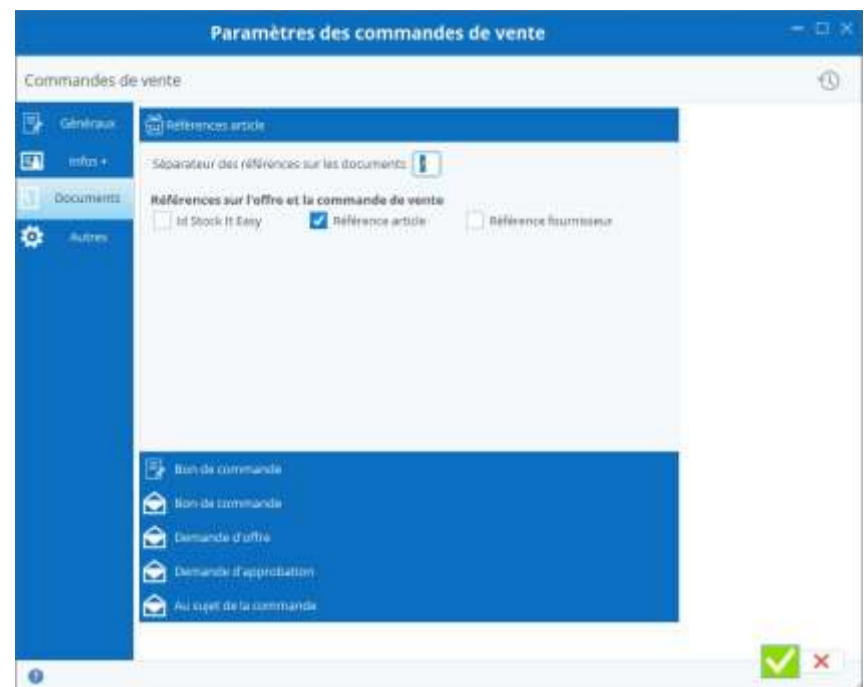 Paramètres des commandes de vente
Commandes de vente
Généraux
Infos +
Documents
Autres
Références article
Séparateur des références sur les documents
Références sur l'offre et la commande de vente
Id Stock It Easy Référence article Référence fournisseur
Bon de commande
Bon de commande
Demande d'offre
Demande d'approbation
Au sujet de la commande